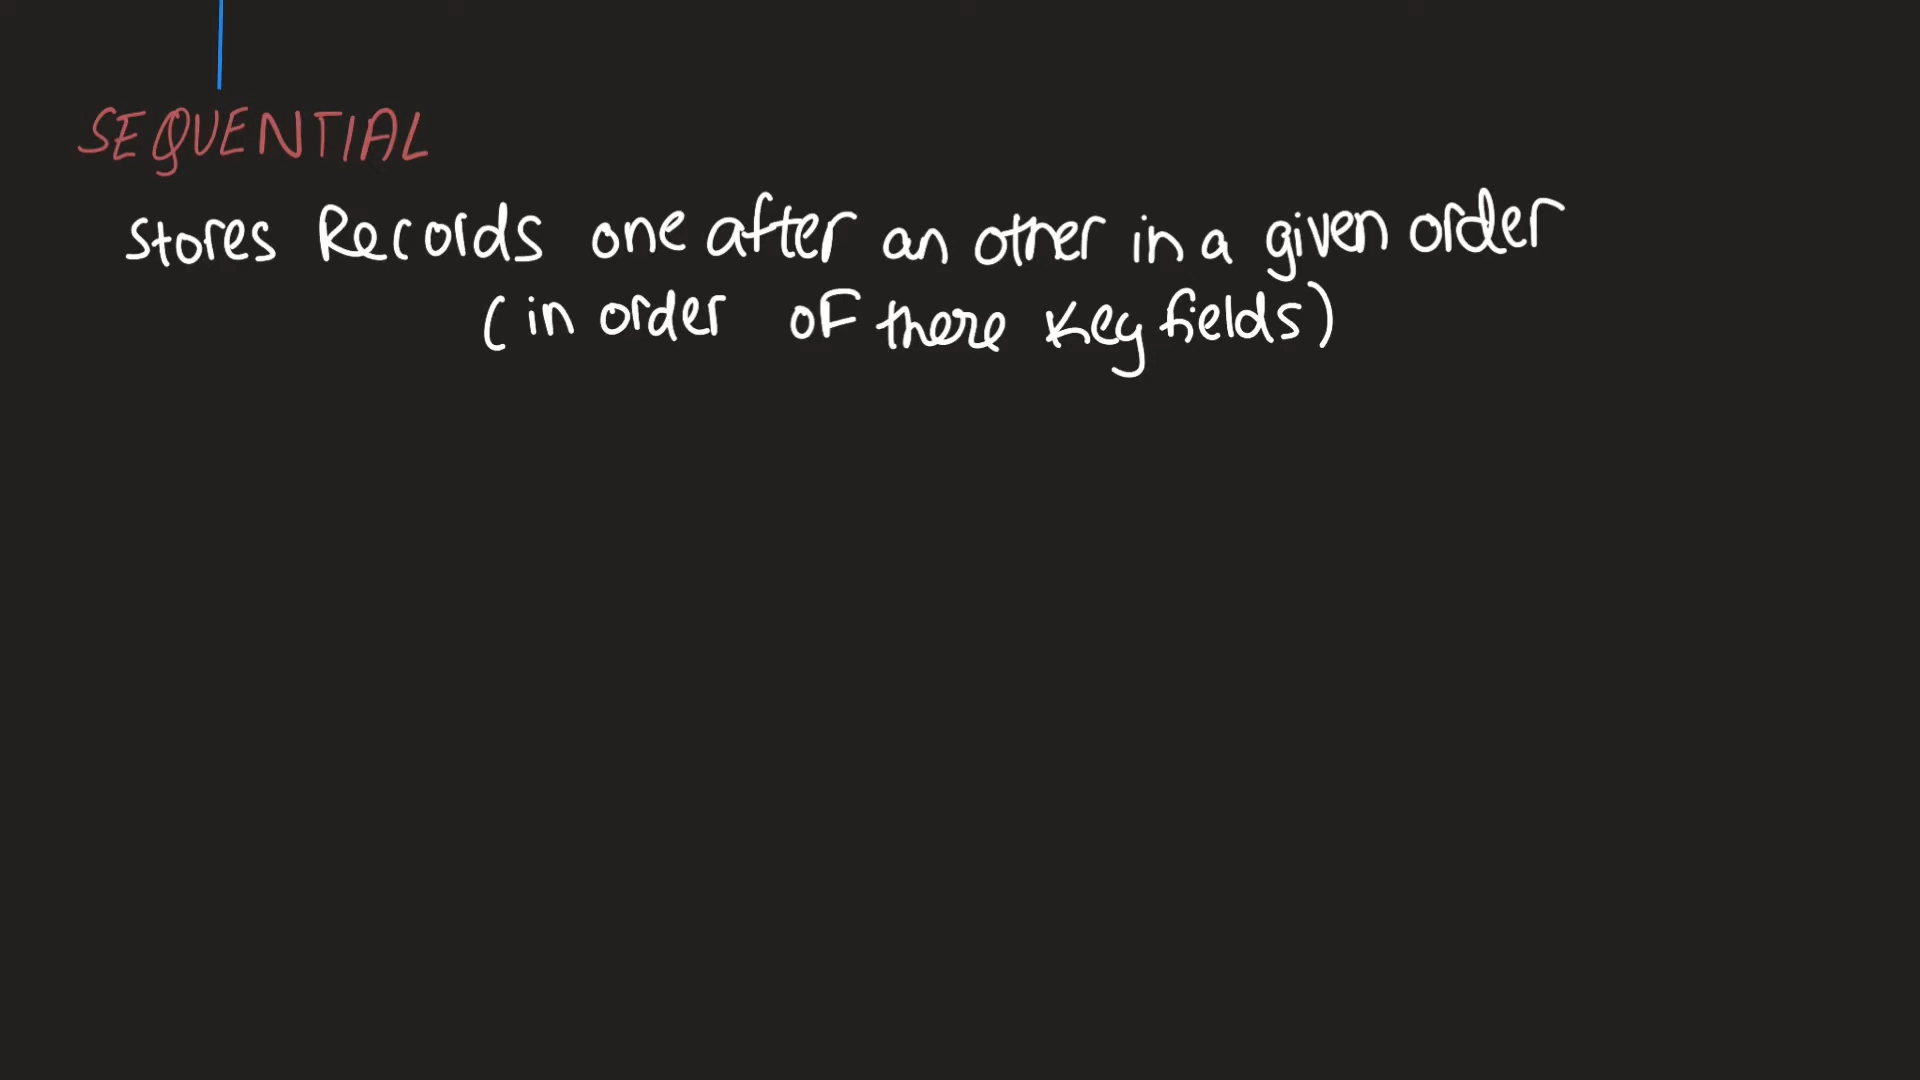 SEQUENTIAL
stores Records one after an other in a given order
(in order of there key fields)